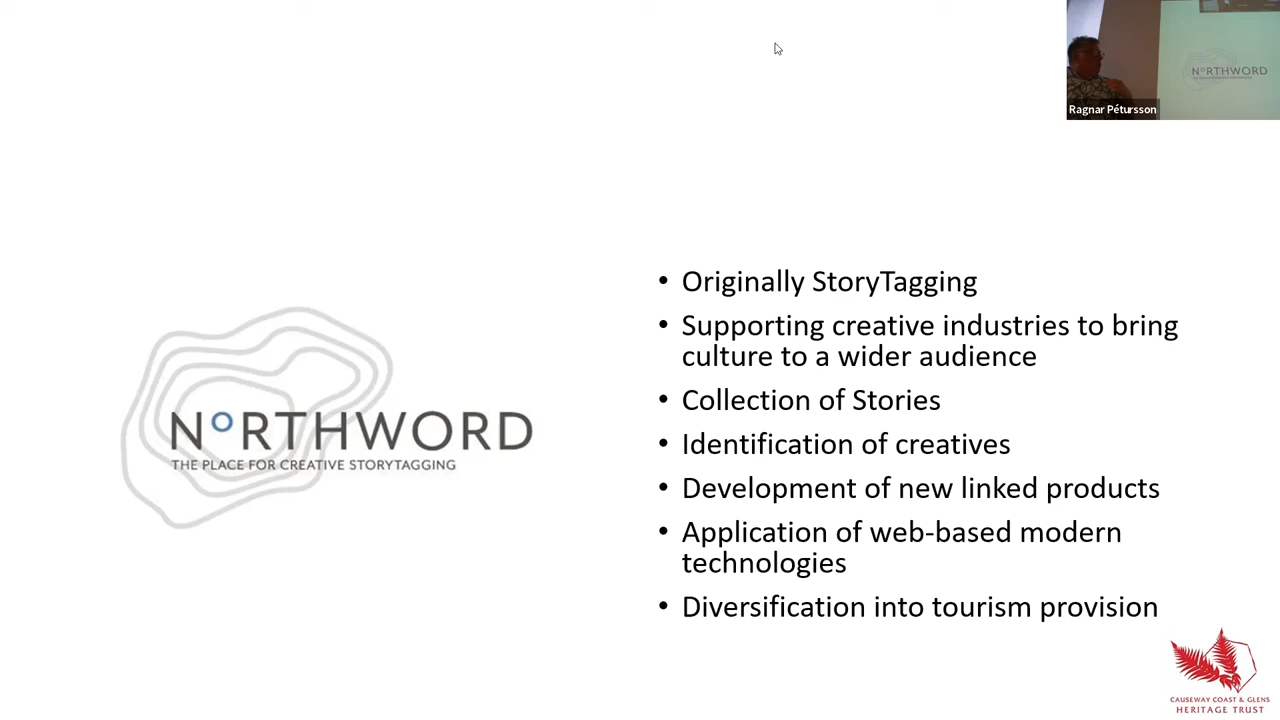 NORTHWORD
Ragnar Pétursson
• Originally StoryTagging
• Supporting creative industries to bring
culture to a wider audience
• Collection of Stories
• Identification of creatives
• Development of new linked products
• Application of web-based modern
technologies
• Diversification into tourism provision
NºRTHWORD
THE PLACE FOR CREATIVE STORYTAGGING
CAUSEWAY COAST & GLENS
HERITAGE TRUST